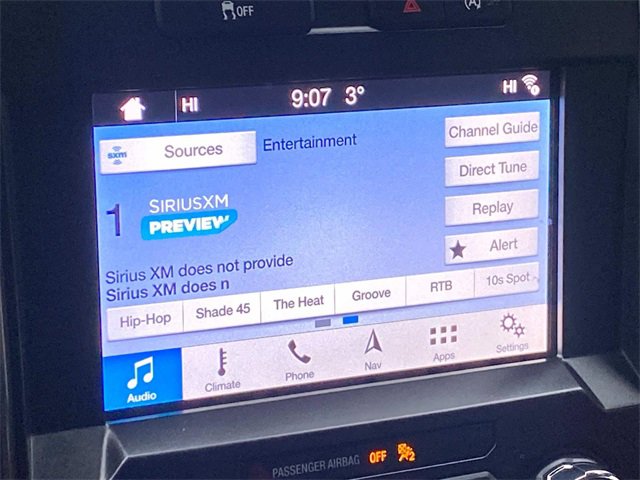 OFF
HI 9:07 3° HI
sxm Sources Entertainment Channel Guide
Direct Tune
1 SIRIUSXM
PREVIEW
Replay
Alert
Sirius XM does not provide
Sirius XM does n
Hip-Hop Shade 45 The Heat Groove RTB 10s Spot
Audio Climate Phone Nav Apps Settings
PASSENGER AIRBAG OFF